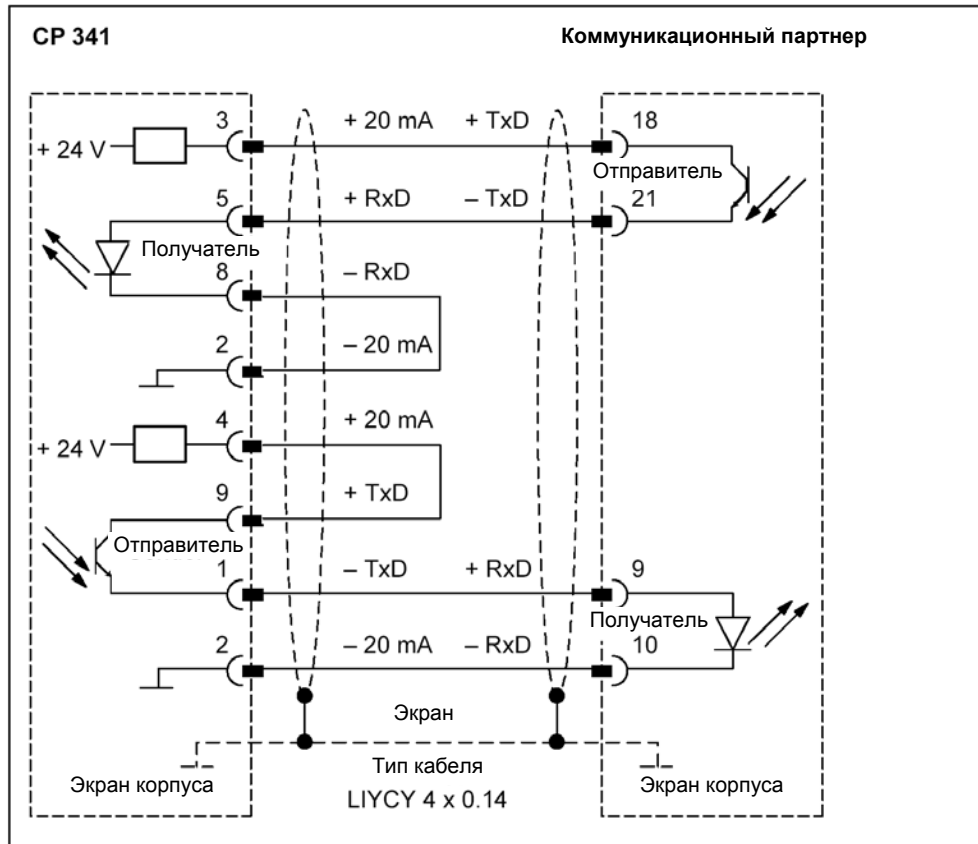 CP 341
Коммуникационный партнер
3
+ 20 mA
+ TxD
18
+ 24 V
Отправитель
5
+ RxD
– TxD
21
Получатель
8
– RxD
2
– 20 mA
4
+ 20 mA
+ 24 V
9
+ TxD
Отправитель
1
– TxD
+ RxD
9
Получатель
2
– 20 mA
– RxD
10
Экран
Экран корпуса
Тип кабеля
Экран корпуса
LIYCY 4 x 0.14